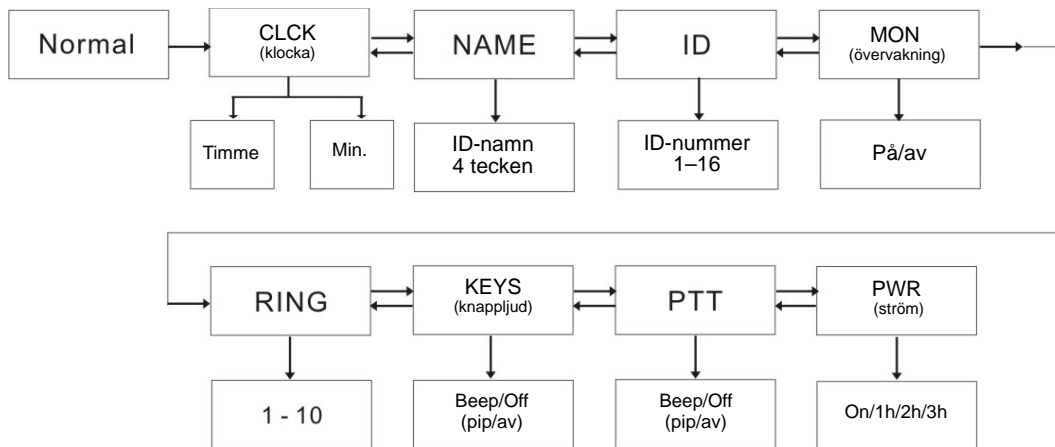 Normal
CLCK
(klocka)
NAME
ID
MON
(övervakning)
Timme
Min.
ID-namn
4 tecken
ID-nummer
1–16
På/av
RING
KEYS
(knappljud)
PTT
PWR
(ström)
1 - 10
Beep/Off
(pip/av)
Beep/Off
(pip/av)
On/1h/2h/3h